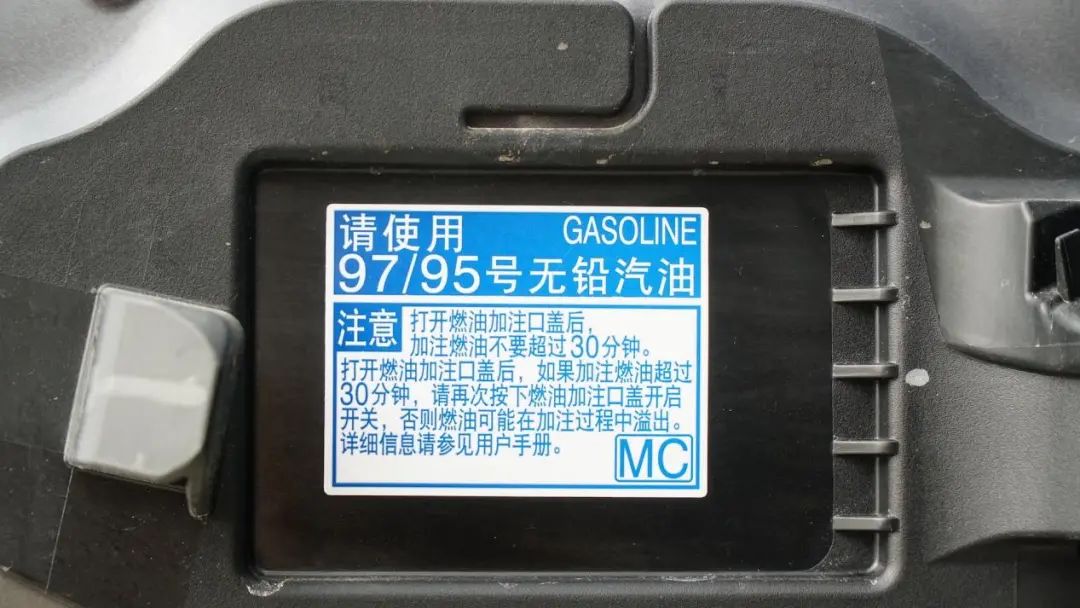 请使用 GASOLINE
97/95号无铅汽油
注意 打开燃油加注口盖后,
加注燃油不要超过30分钟。
打开燃油加注口盖后, 如果加注燃油超过
30分钟, 请再次按下燃油加注口盖开启
开关, 否则燃油可能在加注过程中溢出。
详细信息请参见用户手册。
MC